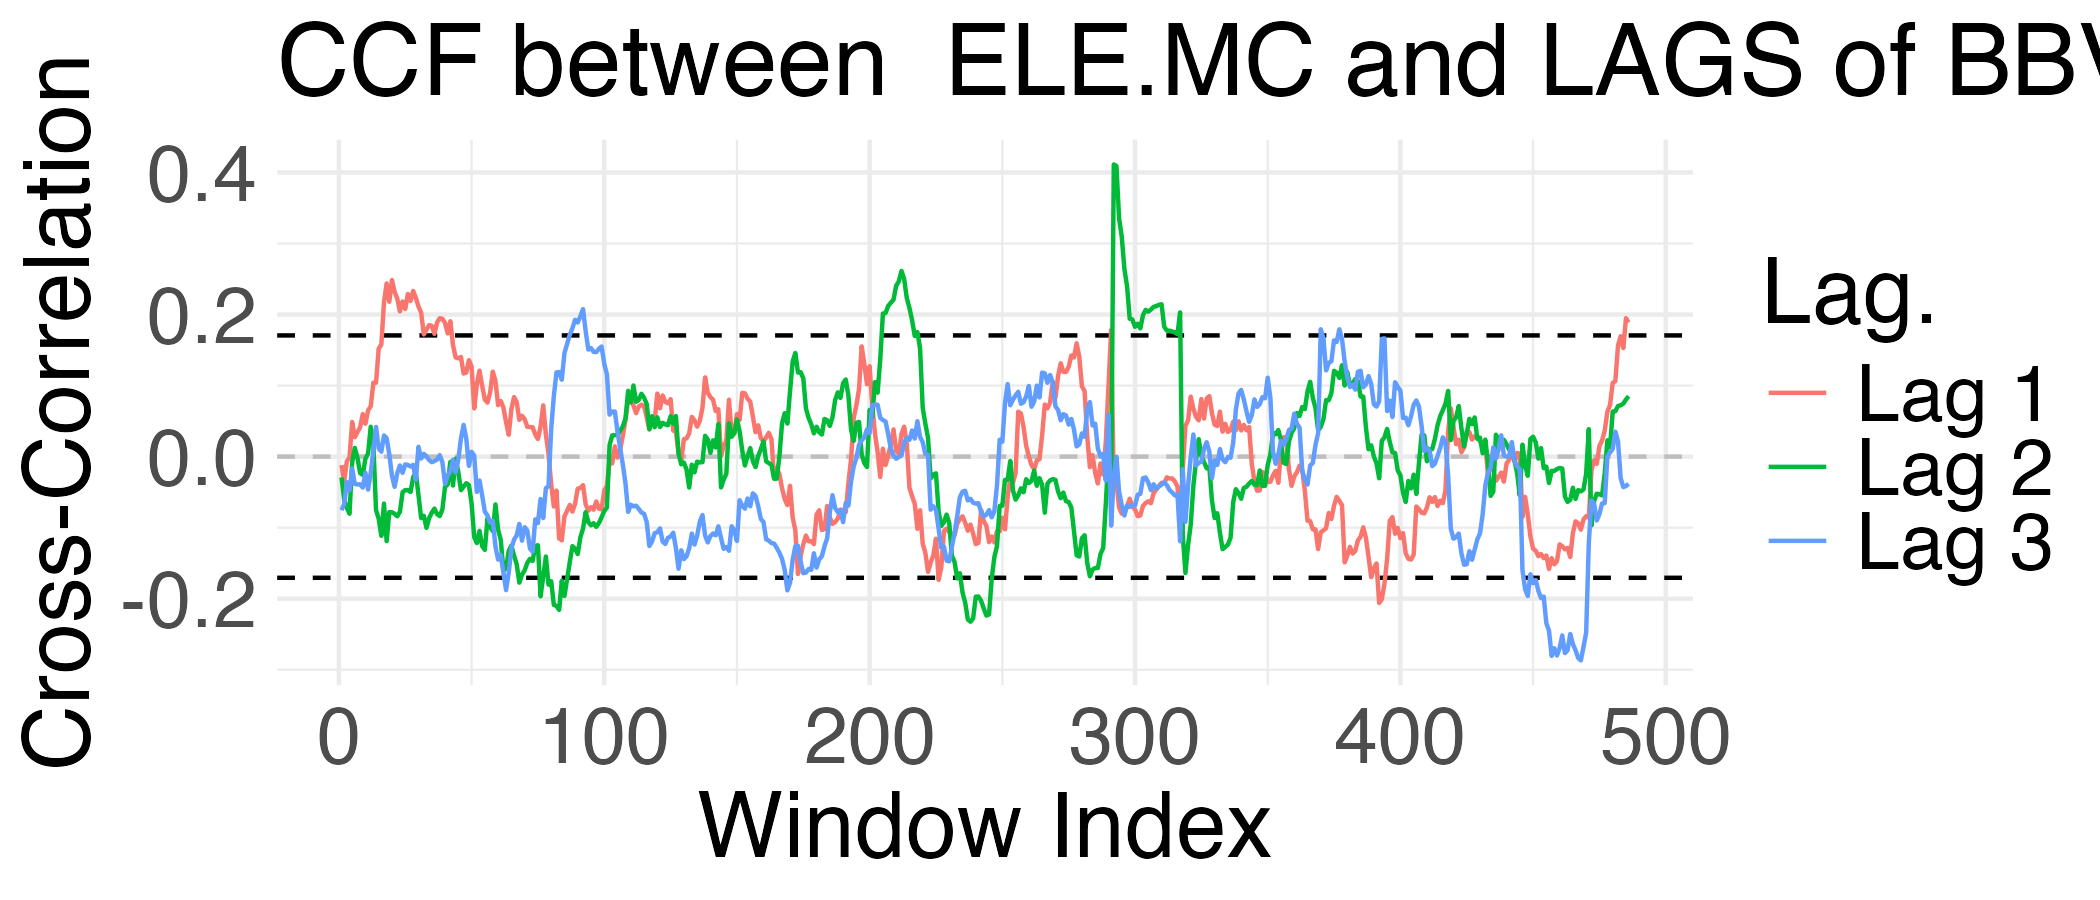 CCF between  ELE.MC and LAGS of BBV
Cross-Correlation
0.4
0.2
0.0
-0.2
0 100 200 300 400 500
Window Index
Lag.
Lag 1
Lag 2
Lag 3